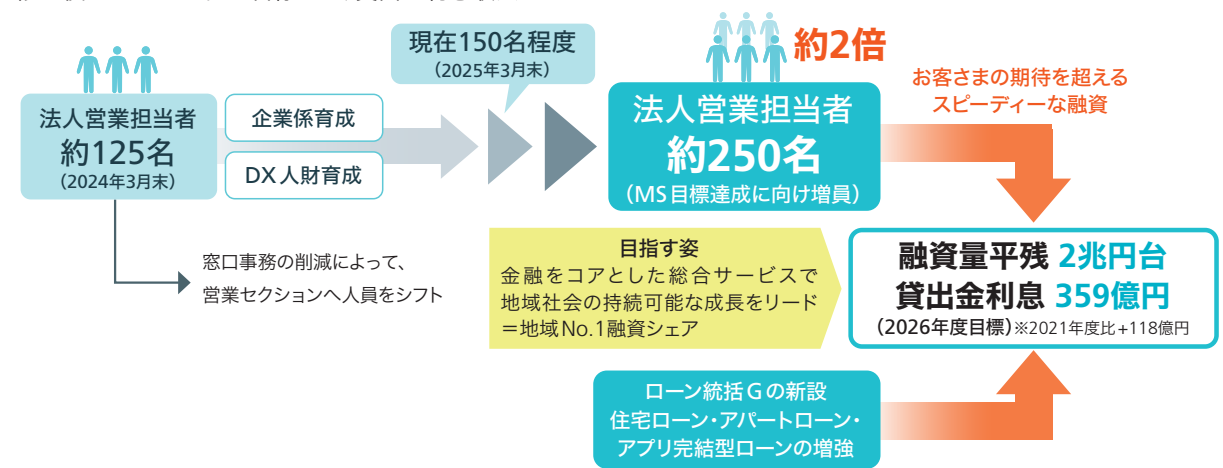 現在150名程度
(2025年3月末)
約2倍
法人営業担当者
約125名
(2024年3月末)
企業係育成
DX人財育成
法人営業担当者
約250名
(MS目標達成に向け増員)
お客さまの期待を超える
スピーディーな融資
窓口事務の削減によって、
営業セクションへ人員をシフト
目指す姿
金融をコアとした総合サービスで
地域社会の持続可能な成長をリード
=地域No.1融資シェア
融資量平残 2兆円台
貸出金利息 359億円
(2026年度目標)※2021年度比+118億円
ローン統括Gの新設
住宅ローン・アパートローン・
アプリ完結型ローンの増強